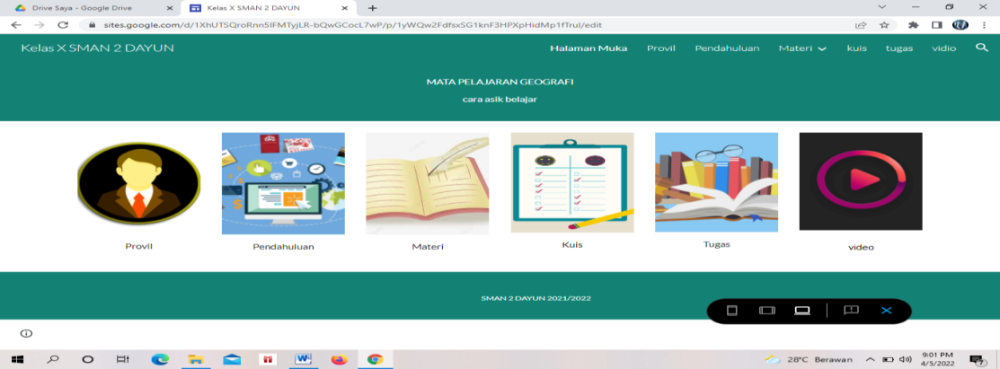 Drive Saya - Google Drive
Kelas X SMAN 2 DAYUN
sites.google.com/d/1XhUTSQroRnn5IFMTyjLR-bQwGCocL7wP/p/1yWQw2FdfsxSG1knF3HPXpHidMp1fTrul/edit
Kelas X SMAN 2 DAYUN
Halaman Muka Provil Pendahuluan Materi kuis tugas vidio
MATA PELAJARAN GEOGRAFI
cara asik belajar
Provil Pendahuluan Materi Kuis Tugas video
SMAN 2 DAYUN 2021/2022
28°C Berawan
9:01 PM
4/5/2022